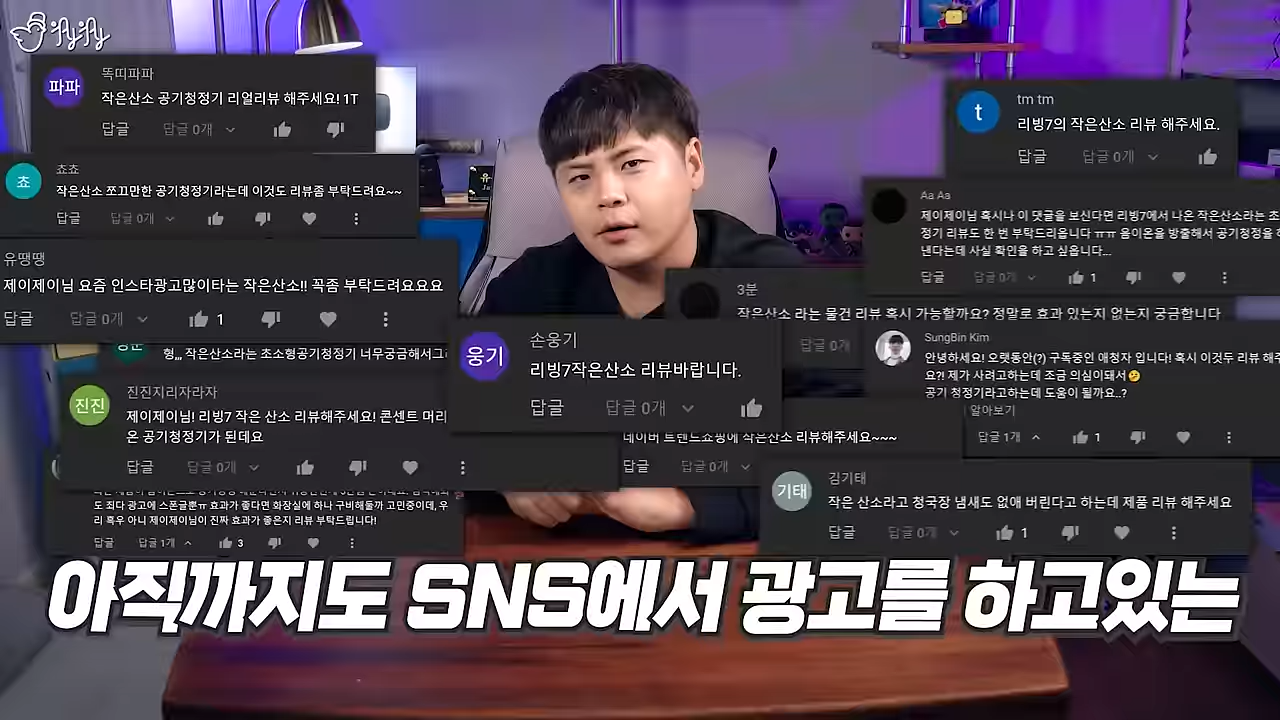 파파
똑띠파파
작은산소 공기청정기 리얼리뷰 해주세요! 1T
답글
답글 0개
쵸
쵸쵸
작은산소 쪼끄만한 공기청정기라는데 이것도 리뷰좀 부탁드려요~~
답글
답글 0개
유땡땡
제이제이님 요즘 인스타광고많이타는 작은산소!! 꼭좀 부탁드려요요요
답글
답글 0개
1
형,,, 작은산소라는 초소형공기청정기 너무궁금해서그
진진
진진지리자라자
제이제이님! 리빙7 작은 산소 리뷰해주세요! 콘센트 머리
온 공기청정기가 된데요
답글
답글 0개
도 죄다 광고에 스폰글뿐ㅠ 효과가 좋다면 화장실에 하나 구비해둘까 고민중이데, 우
리 흑우 아니 제이제이님이 진짜 효과가 좋은지 리뷰 부탁드립니다!
답글
답글 1개
3
웅기
손웅기
리빙7작은산소 리뷰바랍니다.
답글
답글 0개
t
tm tm
리빙7의 작은산소 리뷰 해주세요.
답글
답글 0개
Aa Aa
제이제이님 혹시나 이 댓글을 보신다면 리빙7에서 나온 작은산소라는 초
정기 리뷰도 한 번 부탁드리옵니다 ㅠㅠ 음이온을 방출해서 공기청정을
낸다는데 사실 확인을 하고 싶습니다...
답글
답글 0개
1
3분
작은산소 라는 물건 리뷰 혹시 가능할까요? 정말로 효과 있는지 없는지 궁금합니다
답글 0개
SungBin Kim
안녕하세요! 오랫동안(?) 구독중인 애청자 입니다! 혹시 이것두 리뷰 해
요?! 제가 사려고하는데 조금 의심이돼서🤔
공기 청정기라고하는데 도움이 될까요..?
알아보기
답글 1개
1
네이버 트렌드쇼핑에 작은산소 리뷰해주세요~~~
답글
답글 0개
기태
김기태
작은 산소라고 청국장 냄새도 없애 버린다고 하는데 제품 리뷰 해주세요
답글
답글 0개
1
아직까지도 SNS에서 광고를 하고있는